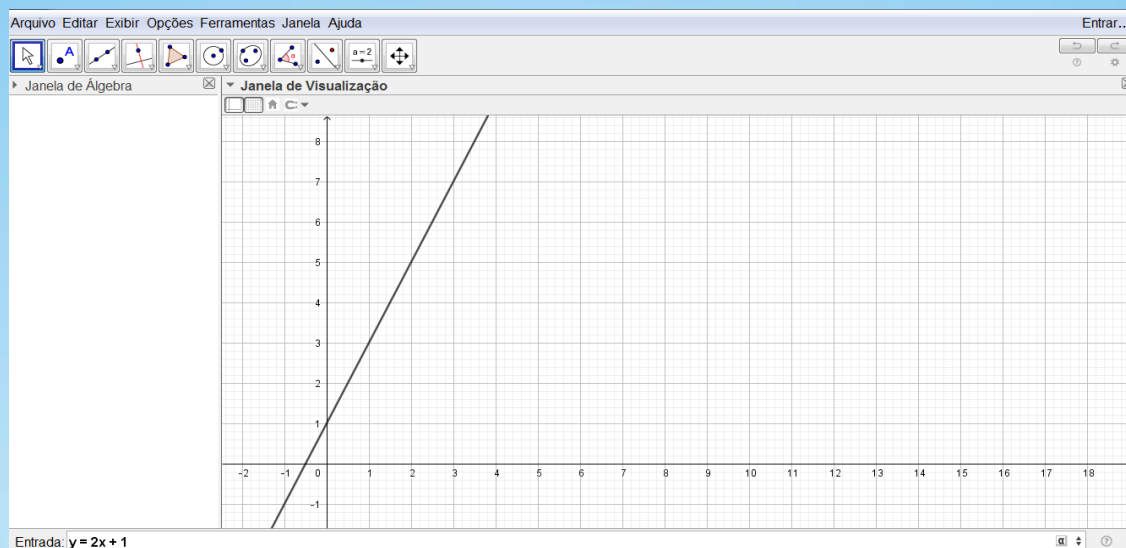 Arquivo Editar Exibir Opções Ferramentas Janela Ajuda Entrar...
A α a=2
Janela de Álgebra Janela de Visualização
8
7
6
5
4
3
2
1
-2 -1 0 1 2 3 4 5 6 7 8 9 10 11 12 13 14 15 16 17 18
-1
Entrada: y = 2x + 1 α